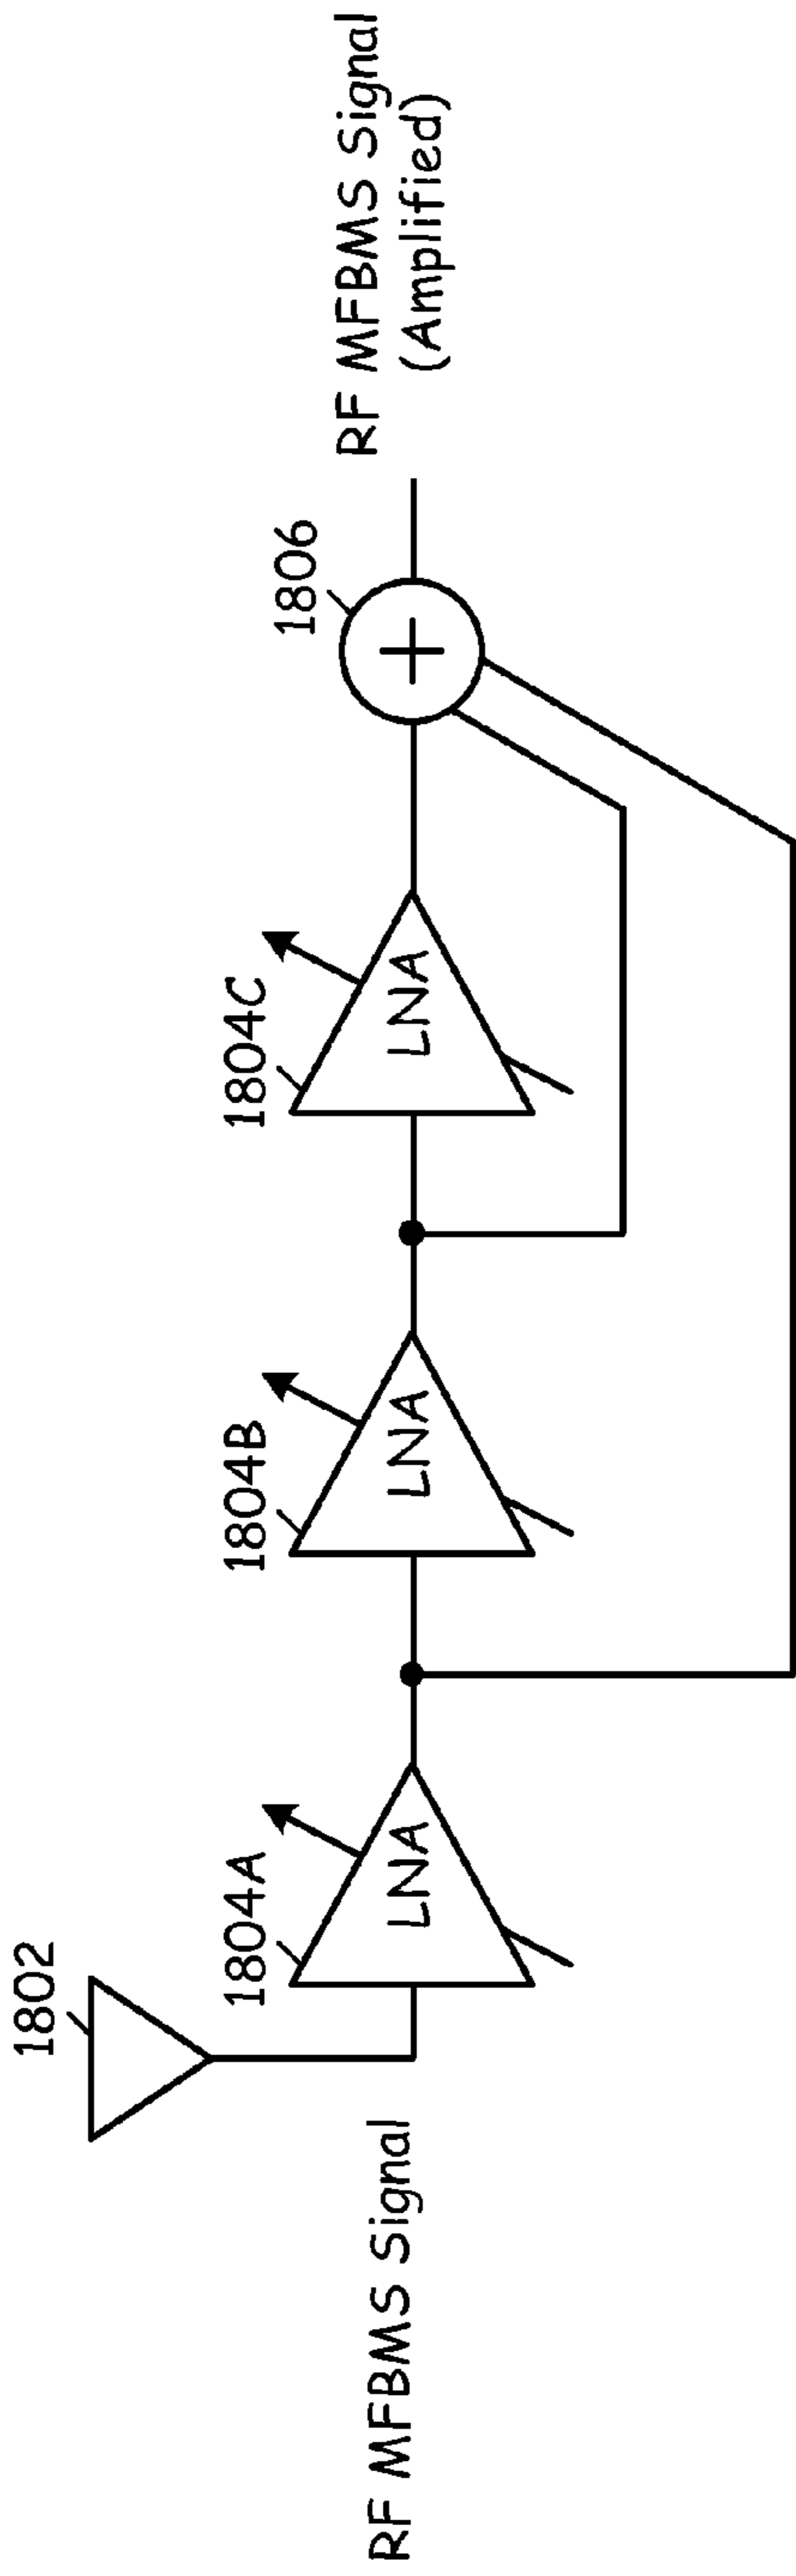 1802
1804A
1804B
1804C
1806
LNA
LNA
LNA
RF MFBMS Signal
RF MFBMS Signal
(Amplified)